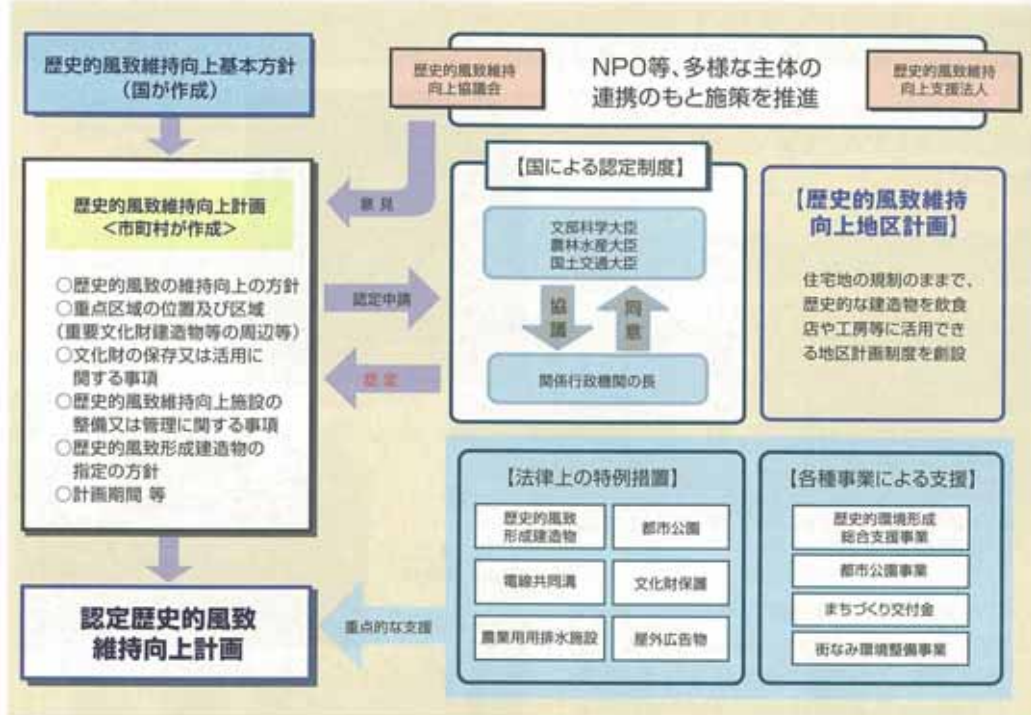 歴史的風致維持向上基本方針
(国が作成)
歴史的風致維持
向上協議会
NPO等、多様な主体の
連携のもと施策を推進
歴史的風致維持
向上支援法人
意見
歴史的風致維持向上計画
<市町村が作成>
○歴史的風致の維持向上の方針
○重点区域の位置及び区域
(重要文化財建造物等の周辺等)
○文化財の保存又は活用に
関する事項
○歴史的風致維持向上施設の
整備又は管理に関する事項
○歴史的風致形成建造物の
指定の方針
○計画期間 等
認定申請
認定
【国による認定制度】
文部科学大臣
農林水産大臣
国土交通大臣
協議
同意
関係行政機関の長
【歴史的風致維持
向上地区計画】
住宅地の規制のままで、
歴史的な建造物を飲食
店や工房等に活用でき
る地区計画制度を創設
認定歴史的風致
維持向上計画
重点的な支援
【法律上の特例措置】
歴史的風致
形成建造物
都市公園
電線共同溝
文化財保護
農業用用排水施設
屋外広告物
【各種事業による支援】
歴史的環境形成
総合支援事業
都市公園事業
まちづくり交付金
街なみ環境整備事業